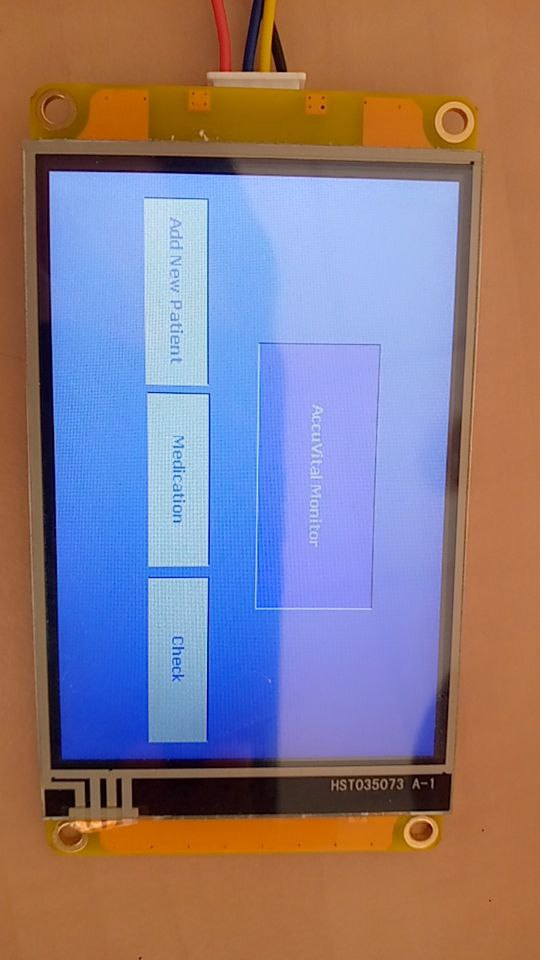 AccuVital Monitor
Add New Patient
Medication
Check
HST035073 A-1